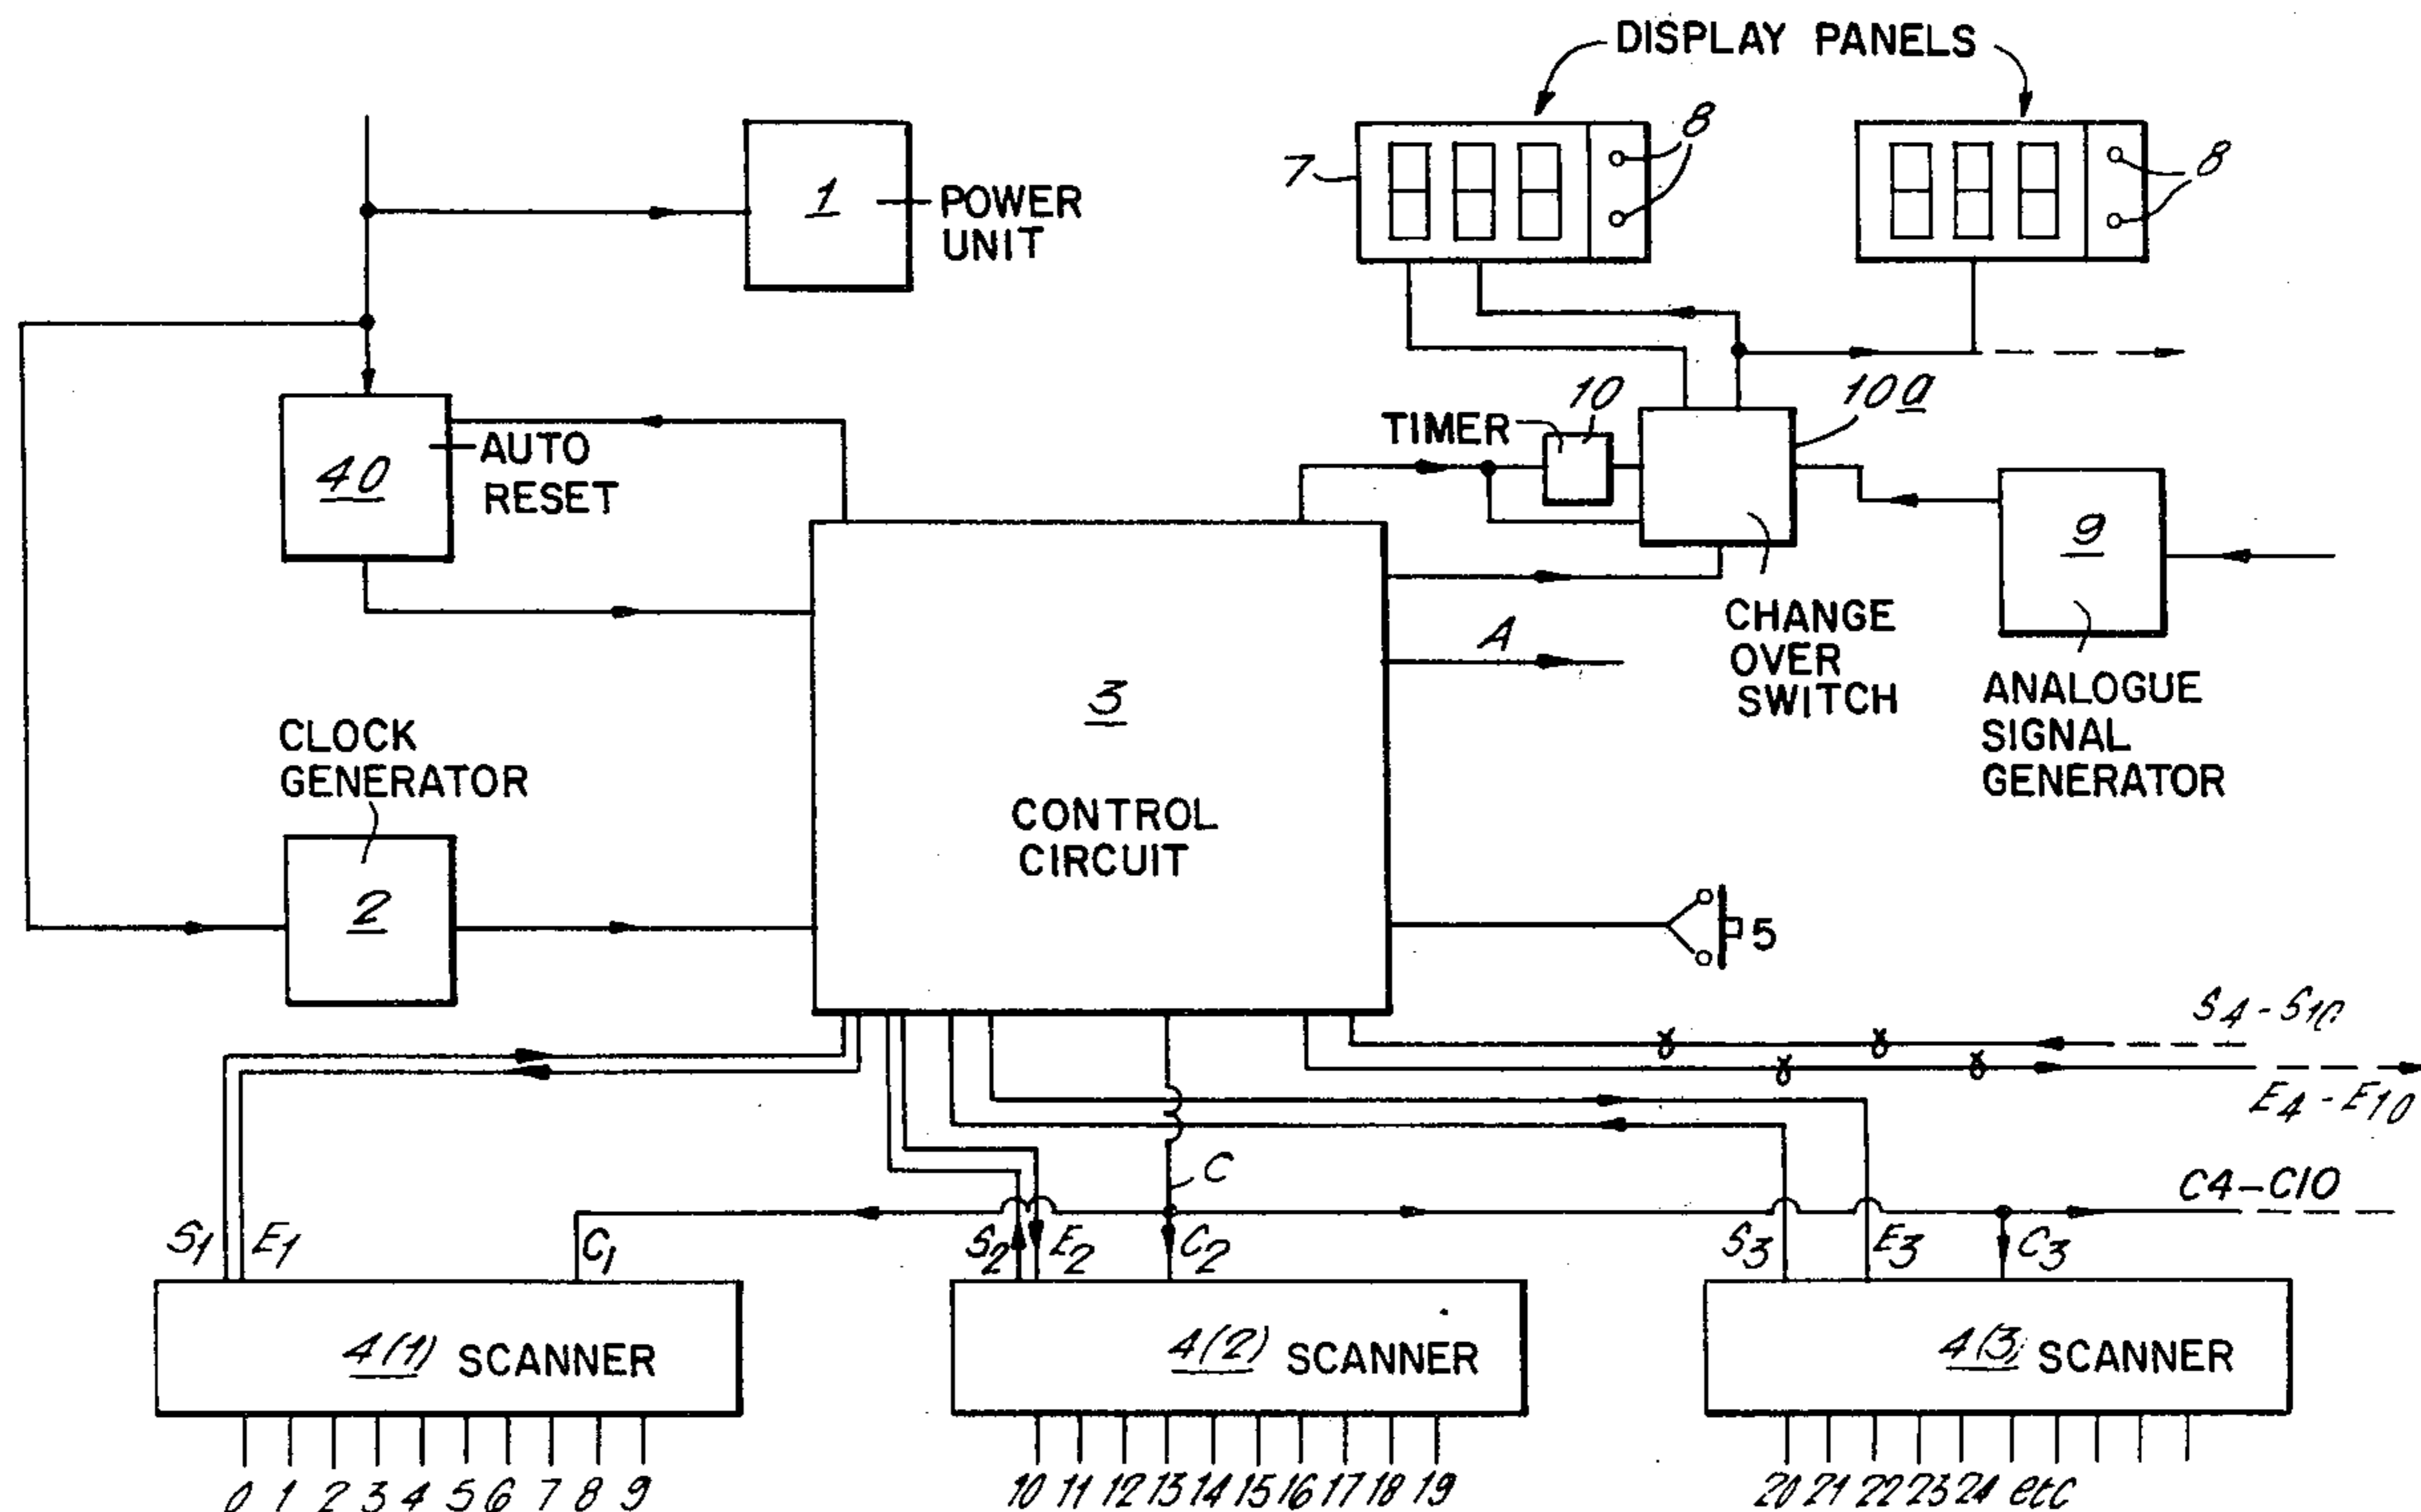 DISPLAY PANELS
1
POWER
UNIT
7
8
8
40
AUTO
RESET
TIMER
10
10a
9
CHANGE
OVER
SWITCH
ANALOGUE
SIGNAL
GENERATOR
A
3
CONTROL
CIRCUIT
CLOCK
GENERATOR
2
5
S4-S10
E4-E10
C
C4-C10
S1 E1 C1 S2 E2 C2 S3 E3 C3
4(1) SCANNER
4(2) SCANNER
4(3) SCANNER
0 1 2 3 4 5 6 7 8 9
10 11 12 13 14 15 16 17 18 19
20 21 22 23 24 etc